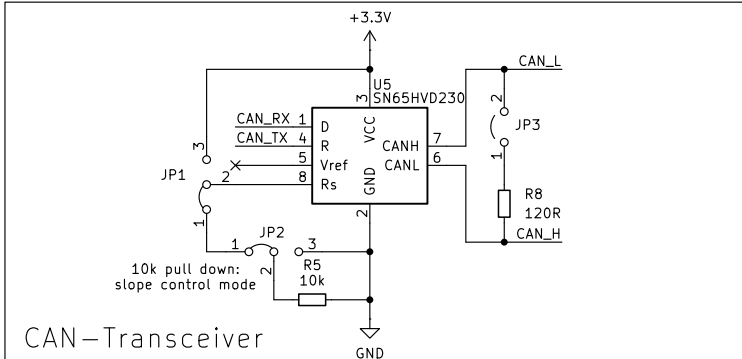 +3.3V
CAN_L
U5
SN65HVD230
3
2
CAN_RX 1 D
VCC
JP3
CAN_TX 4 R
CANH 7
3
5 Vref
CANL 6
1
JP1
2
8 Rs
GND
R8
120R
2
1
CAN_H
JP2
1
3
10k pull down:
slope control mode
2
R5
10k
CAN-Transceiver
GND